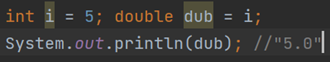 int i = 5; double dub = i;
System.out.println(dub); //"5.0"